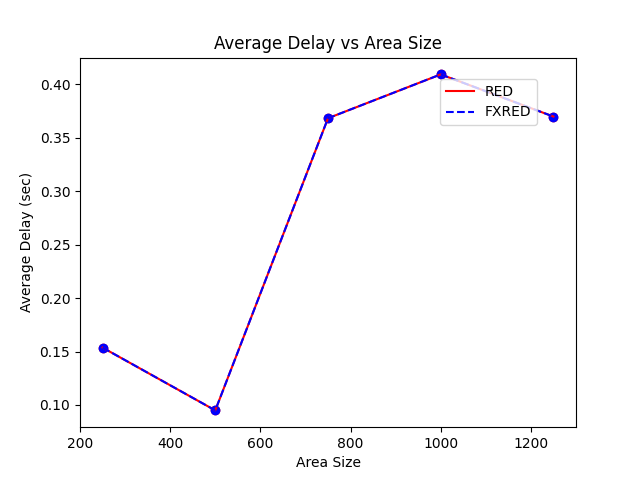 Average Delay vs Area Size
Average Delay (sec)
0.40
0.35
0.30
0.25
0.20
0.15
0.10
RED
FXRED
200 400 600 800 1000 1200
Area Size